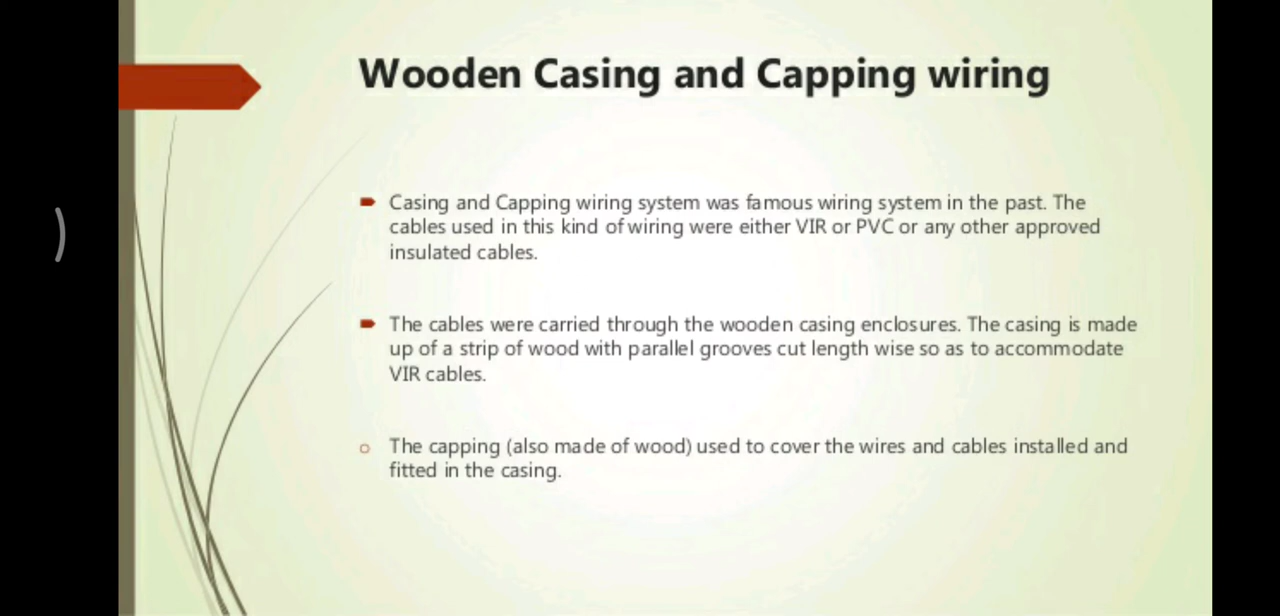 Wooden Casing and Capping wiring
Casing and Capping wiring system was famous wiring system in the past. The
cables used in this kind of wiring were either VIR or PVC or any other approved
insulated cables.
The cables were carried through the wooden casing enclosures. The casing is made
up of a strip of wood with parallel grooves cut length wise so as to accommodate
VIR cables.
The capping (also made of wood) used to cover the wires and cables installed and
fitted in the casing.